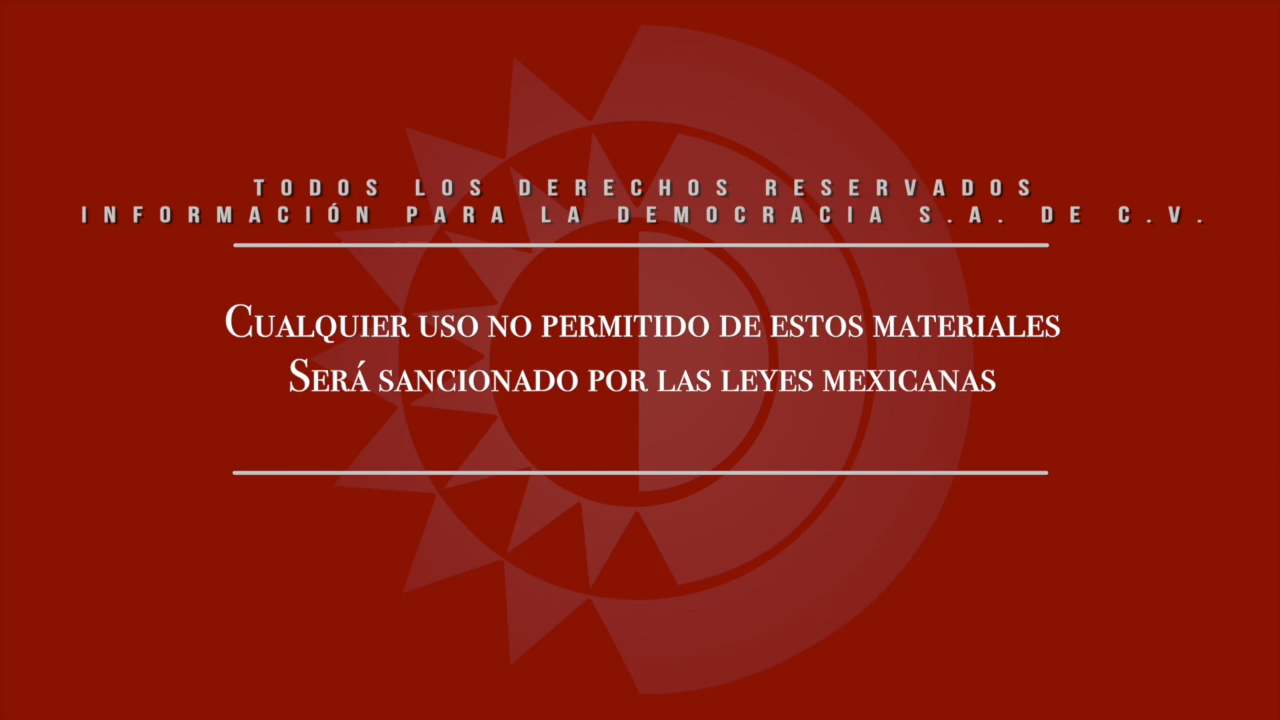 TODOS LOS DERECHOS RESERVADOS
INFORMACIÓN PARA LA DEMOCRACIA S.A. DE C.V.
Cualquier uso no permitido de estos materiales
Será sancionado por las leyes mexicanas